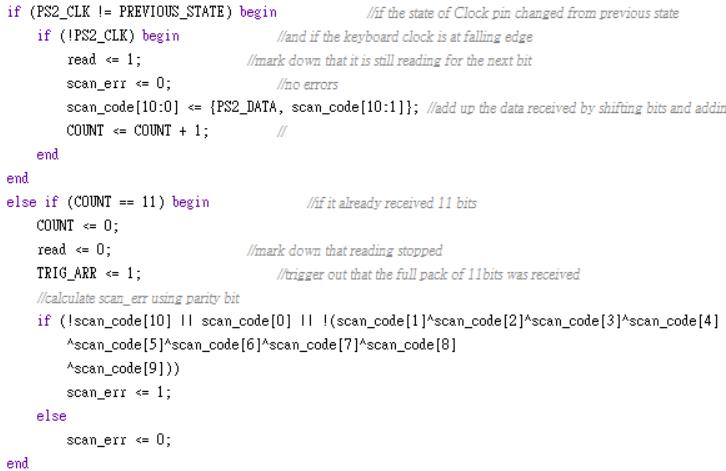 if (PS2_CLK != PREVIOUS_STATE) begin //if the state of Clock pin changed from previous state
if (!PS2_CLK) begin //and if the keyboard clock is at falling edge
read <= 1; //mark down that it is still reading for the next bit
scan_err <= 0; //no errors
scan_code[10:0] <= {PS2_DATA, scan_code[10:1]}; //add up the data received by shifting bits and addin
COUNT <= COUNT + 1; //
end
end
else if (COUNT == 11) begin //if it already received 11 bits
COUNT <= 0;
read <= 0; //mark down that reading stopped
TRIG_ARR <= 1; //trigger out that the full pack of 11bits was received
//calculate scan_err using parity bit
if (!scan_code[10] || scan_code[0] || !(scan_code[1]^scan_code[2]^scan_code[3]^scan_code[4]
^scan_code[5]^scan_code[6]^scan_code[7]^scan_code[8]
^scan_code[9]))
scan_err <= 1;
else
scan_err <= 0;
end